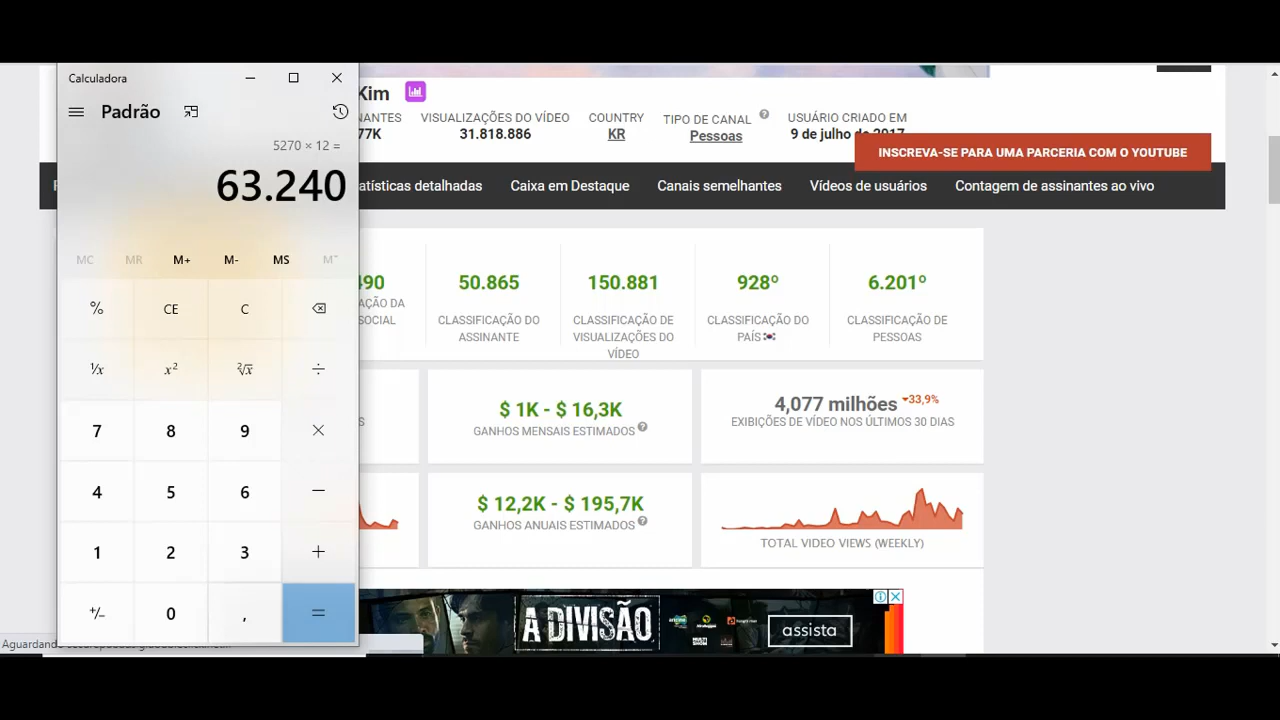 Calculadora
Padrão
5270 × 12 =
63.240
MC MR M+ M- MS M˅
% CE C
¹/x x² ²√x ÷
7 8 9 ×
4 5 6 −
1 2 3 +
+/− 0 , =
Kim
NANTES
77K
VISUALIZAÇÕES DO VÍDEO
31.818.886
COUNTRY
KR
TIPO DE CANAL
Pessoas
USUÁRIO CRIADO EM
9 de julho de 2017
INSCREVA-SE PARA UMA PARCERIA COM O YOUTUBE
atísticas detalhadas Caixa em Destaque Canais semelhantes Vídeos de usuários Contagem de assinantes ao vivo
490
AÇÃO DA
SOCIAL
50.865
CLASSIFICAÇÃO DO
ASSINANTE
150.881
CLASSIFICAÇÃO DE
VISUALIZAÇÕES DO
VÍDEO
928º
CLASSIFICAÇÃO DO
PAÍS
6.201º
CLASSIFICAÇÃO DE
PESSOAS
S
$ 1K - $ 16,3K
GANHOS MENSAIS ESTIMADOS
4,077 milhões 33,9%
EXIBIÇÕES DE VÍDEO NOS ÚLTIMOS 30 DIAS
$ 12,2K - $ 195,7K
GANHOS ANUAIS ESTIMADOS
TOTAL VIDEO VIEWS (WEEKLY)
A DIVISÃO
MULTI
SHOW
assista
Aguardando